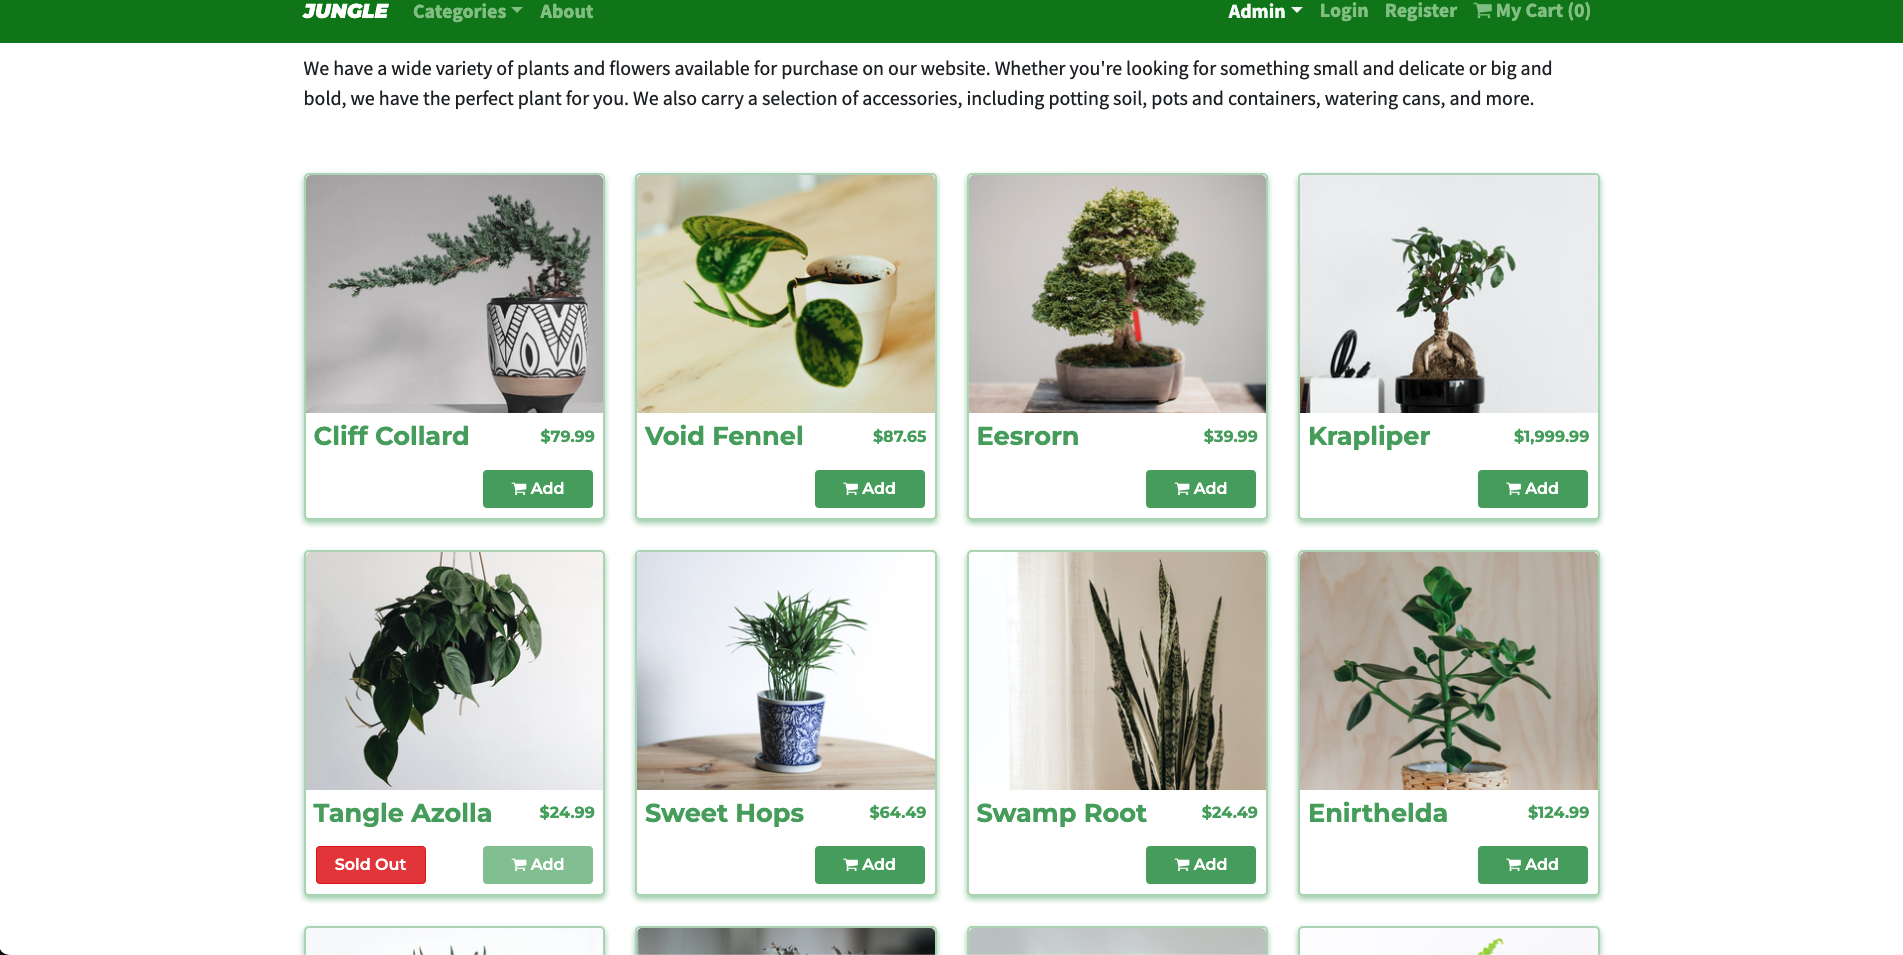 JUNGLE Categories About Admin Login Register My Cart (0)
We have a wide variety of plants and flowers available for purchase on our website. Whether you're looking for something small and delicate or big and
bold, we have the perfect plant for you. We also carry a selection of accessories, including potting soil, pots and containers, watering cans, and more.
Cliff Collard $79.99
Add
Void Fennel $87.65
Add
Eesrorn $39.99
Add
Krapliper $1,999.99
Add
Tangle Azolla $24.99
Sold Out Add
Sweet Hops $64.49
Add
Swamp Root $24.49
Add
Enirthelda $124.99
Add